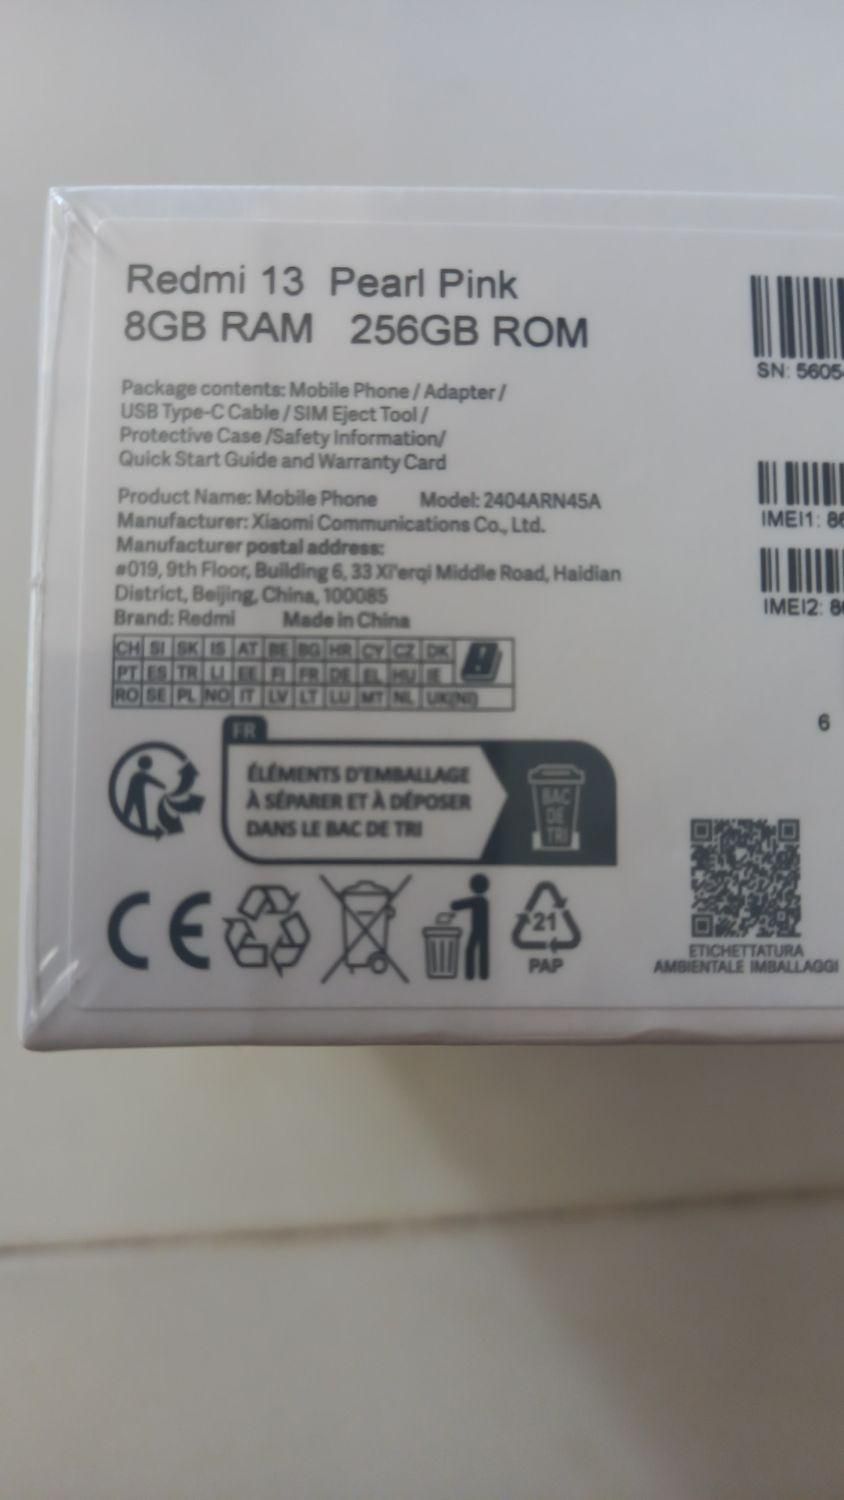 Redmi 13 Pearl Pink
8GB RAM 256GB ROM
Package contents: Mobile Phone / Adapter /
USB Type-C Cable / SIM Eject Tool /
Protective Case /Safety Information/
Quick Start Guide and Warranty Card
Product Name: Mobile Phone Model: 2404ARN45A
Manufacturer: Xiaomi Communications Co., Ltd.
Manufacturer postal address:
#019, 9th Floor, Building 6, 33 Xi'erqi Middle Road, Haidian
District, Beijing, China, 100085
Brand: Redmi Made in China
CH SI SK IS AT BE BG HR CY CZ DK
PT ES TR LI EE FI FR DE EL HU IE
RO SE PL NO IT LV LT LU MT NL UK(NI)
FR
ÉLÉMENTS D'EMBALLAGE
À SÉPARER ET À DÉPOSER
DANS LE BAC DE TRI
BAC
DE
TRI
CE
21
PAP
SN: 5605
IMEI1: 86
IMEI2: 86
6
ETICHETTATURA
AMBIENTALE IMBALLAGGI